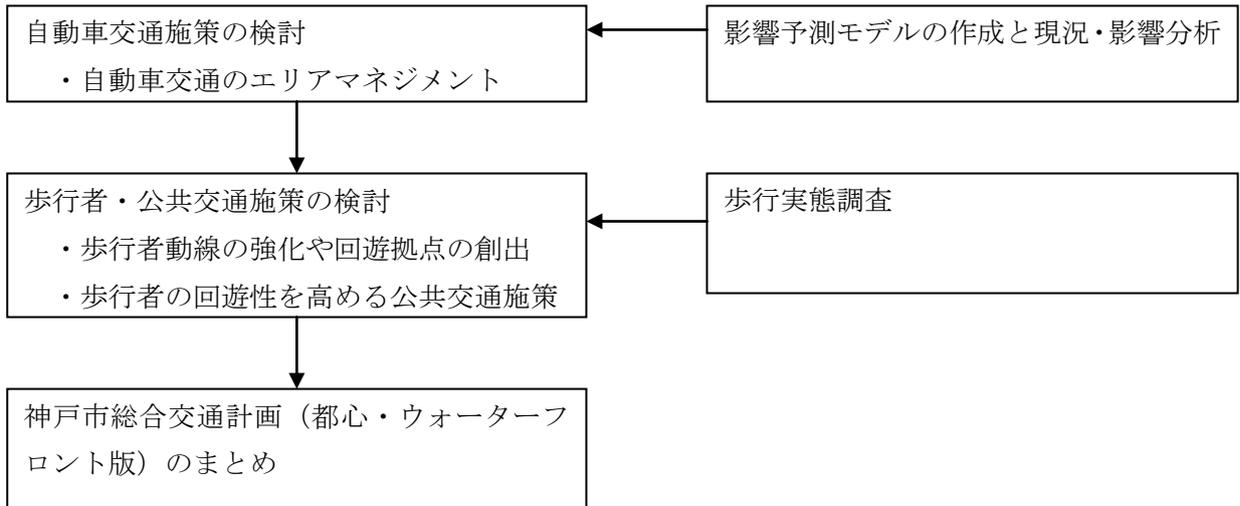 自動車交通施策の検討
・自動車交通のエリアマネジメント
影響予測モデルの作成と現況・影響分析
歩行者・公共交通施策の検討
・歩行者動線の強化や回遊拠点の創出
・歩行者の回遊性を高める公共交通施策
歩行実態調査
神戸市総合交通計画（都心・ウォーターフ
ロント版）のまとめ